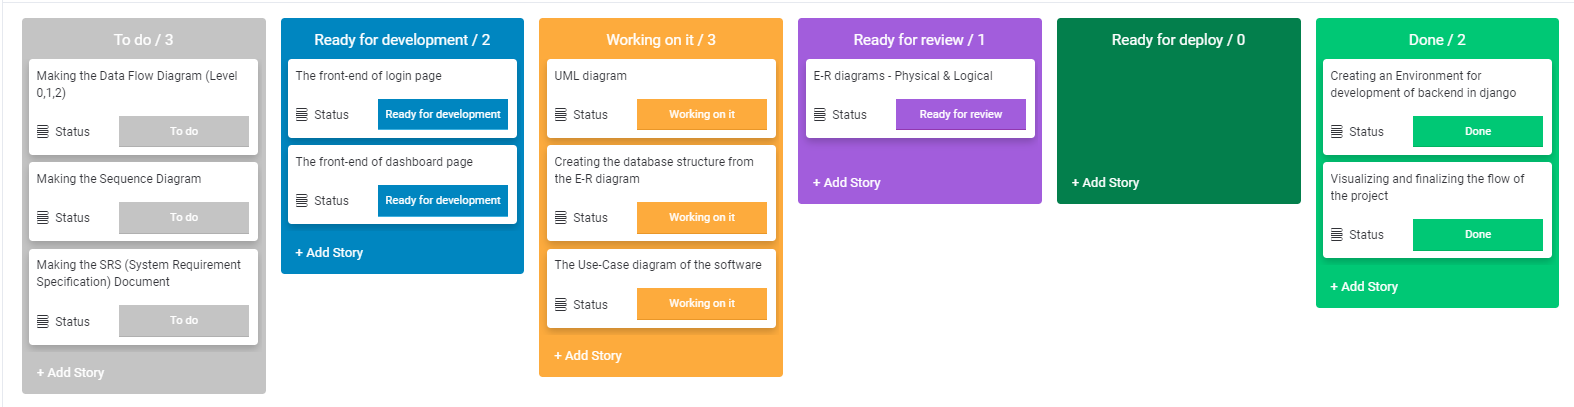 To do / 3
Making the Data Flow Diagram (Level
0,1,2)
Status
To do
Making the Sequence Diagram
Status
To do
Making the SRS (System Requirement
Specification) Document
Status
To do
+ Add Story
Ready for development / 2
The front-end of login page
Status
Ready for development
The front-end of dashboard page
Status
Ready for development
+ Add Story
Working on it / 3
UML diagram
Status
Working on it
Creating the database structure from
the E-R diagram
Status
Working on it
The Use-Case diagram of the software
Status
Working on it
+ Add Story
Ready for review / 1
E-R diagrams - Physical & Logical
Status
Ready for review
+ Add Story
Ready for deploy / 0
+ Add Story
Done / 2
Creating an Environment for
development of backend in django
Status
Done
Visualizing and finalizing the flow of
the project
Status
Done
+ Add Story